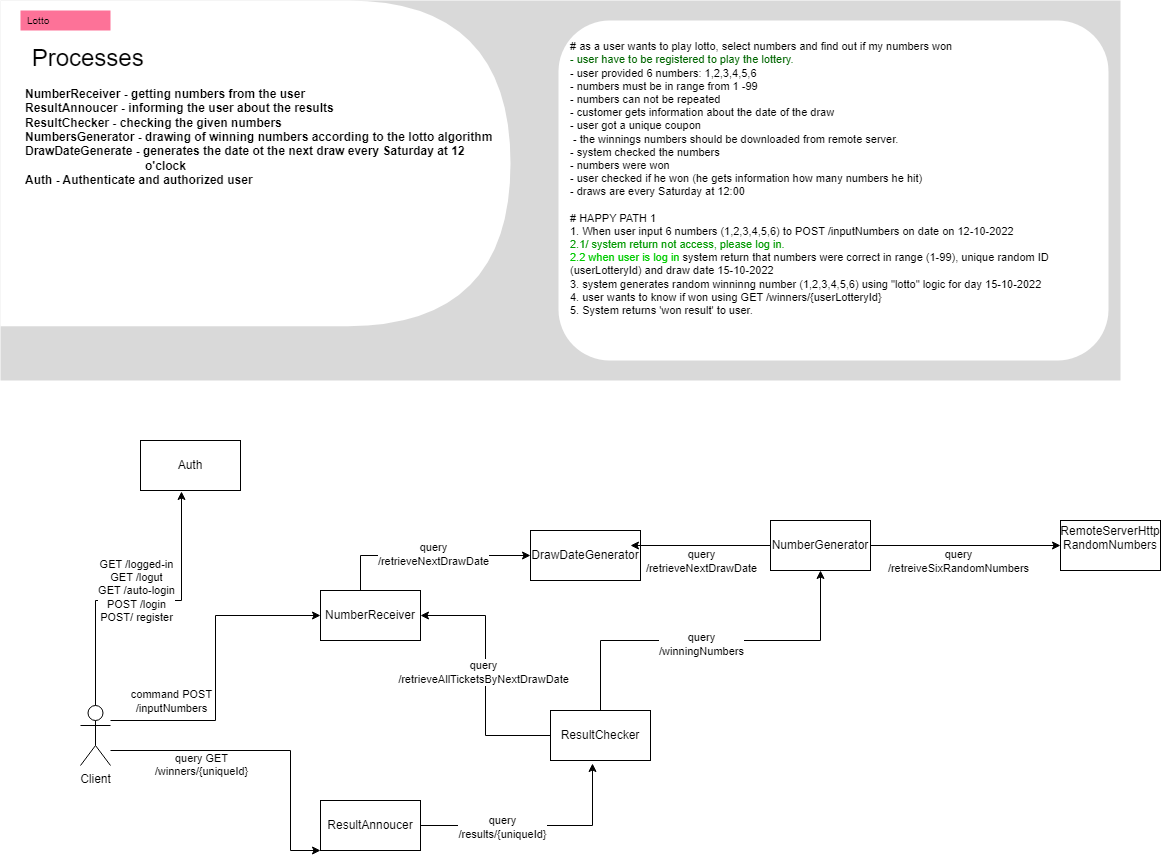 Lotto
Processes
NumberReceiver - getting numbers from the user
ResultAnnoucer - informing the user about the results
ResultChecker - checking the given numbers
NumbersGenerator - drawing of winning numbers according to the lotto algorithm
DrawDateGenerate - generates the date ot the next draw every Saturday at 12
o'clock
Auth - Authenticate and authorized user
# as a user wants to play lotto, select numbers and find out if my numbers won
- user have to be registered to play the lottery.
- user provided 6 numbers: 1,2,3,4,5,6
- numbers must be in range from 1 -99
- numbers can not be repeated
- customer gets information about the date of the draw
- user got a unique coupon
- the winnings numbers should be downloaded from remote server.
- system checked the numbers
- numbers were won
- user checked if he won (he gets information how many numbers he hit)
- draws are every Saturday at 12:00
# HAPPY PATH 1
1. When user input 6 numbers (1,2,3,4,5,6) to POST /inputNumbers on date on 12-10-2022
2.1/ system return not access, please log in.
2.2 when user is log in system return that numbers were correct in range (1-99), unique random ID
(userLotteryId) and draw date 15-10-2022
3. system generates random winninng number (1,2,3,4,5,6) using "lotto" logic for day 15-10-2022
4. user wants to know if won using GET /winners/{userLotteryId}
5. System returns 'won result' to user.
Auth
GET /logged-in
GET /logut
GET /auto-login
POST /login
POST/ register
query
/retrieveNextDrawDate
DrawDateGenerator
query
/retrieveNextDrawDate
NumberGenerator
query
/retreiveSixRandomNumbers
RemoteServerHttp
RandomNumbers
NumberReceiver
query
/retrieveAllTicketsByNextDrawDate
query
/winningNumbers
command POST
/inputNumbers
ResultChecker
Client
query GET
/winners/{uniqueId}
ResultAnnoucer
query
/results/{uniqueId}